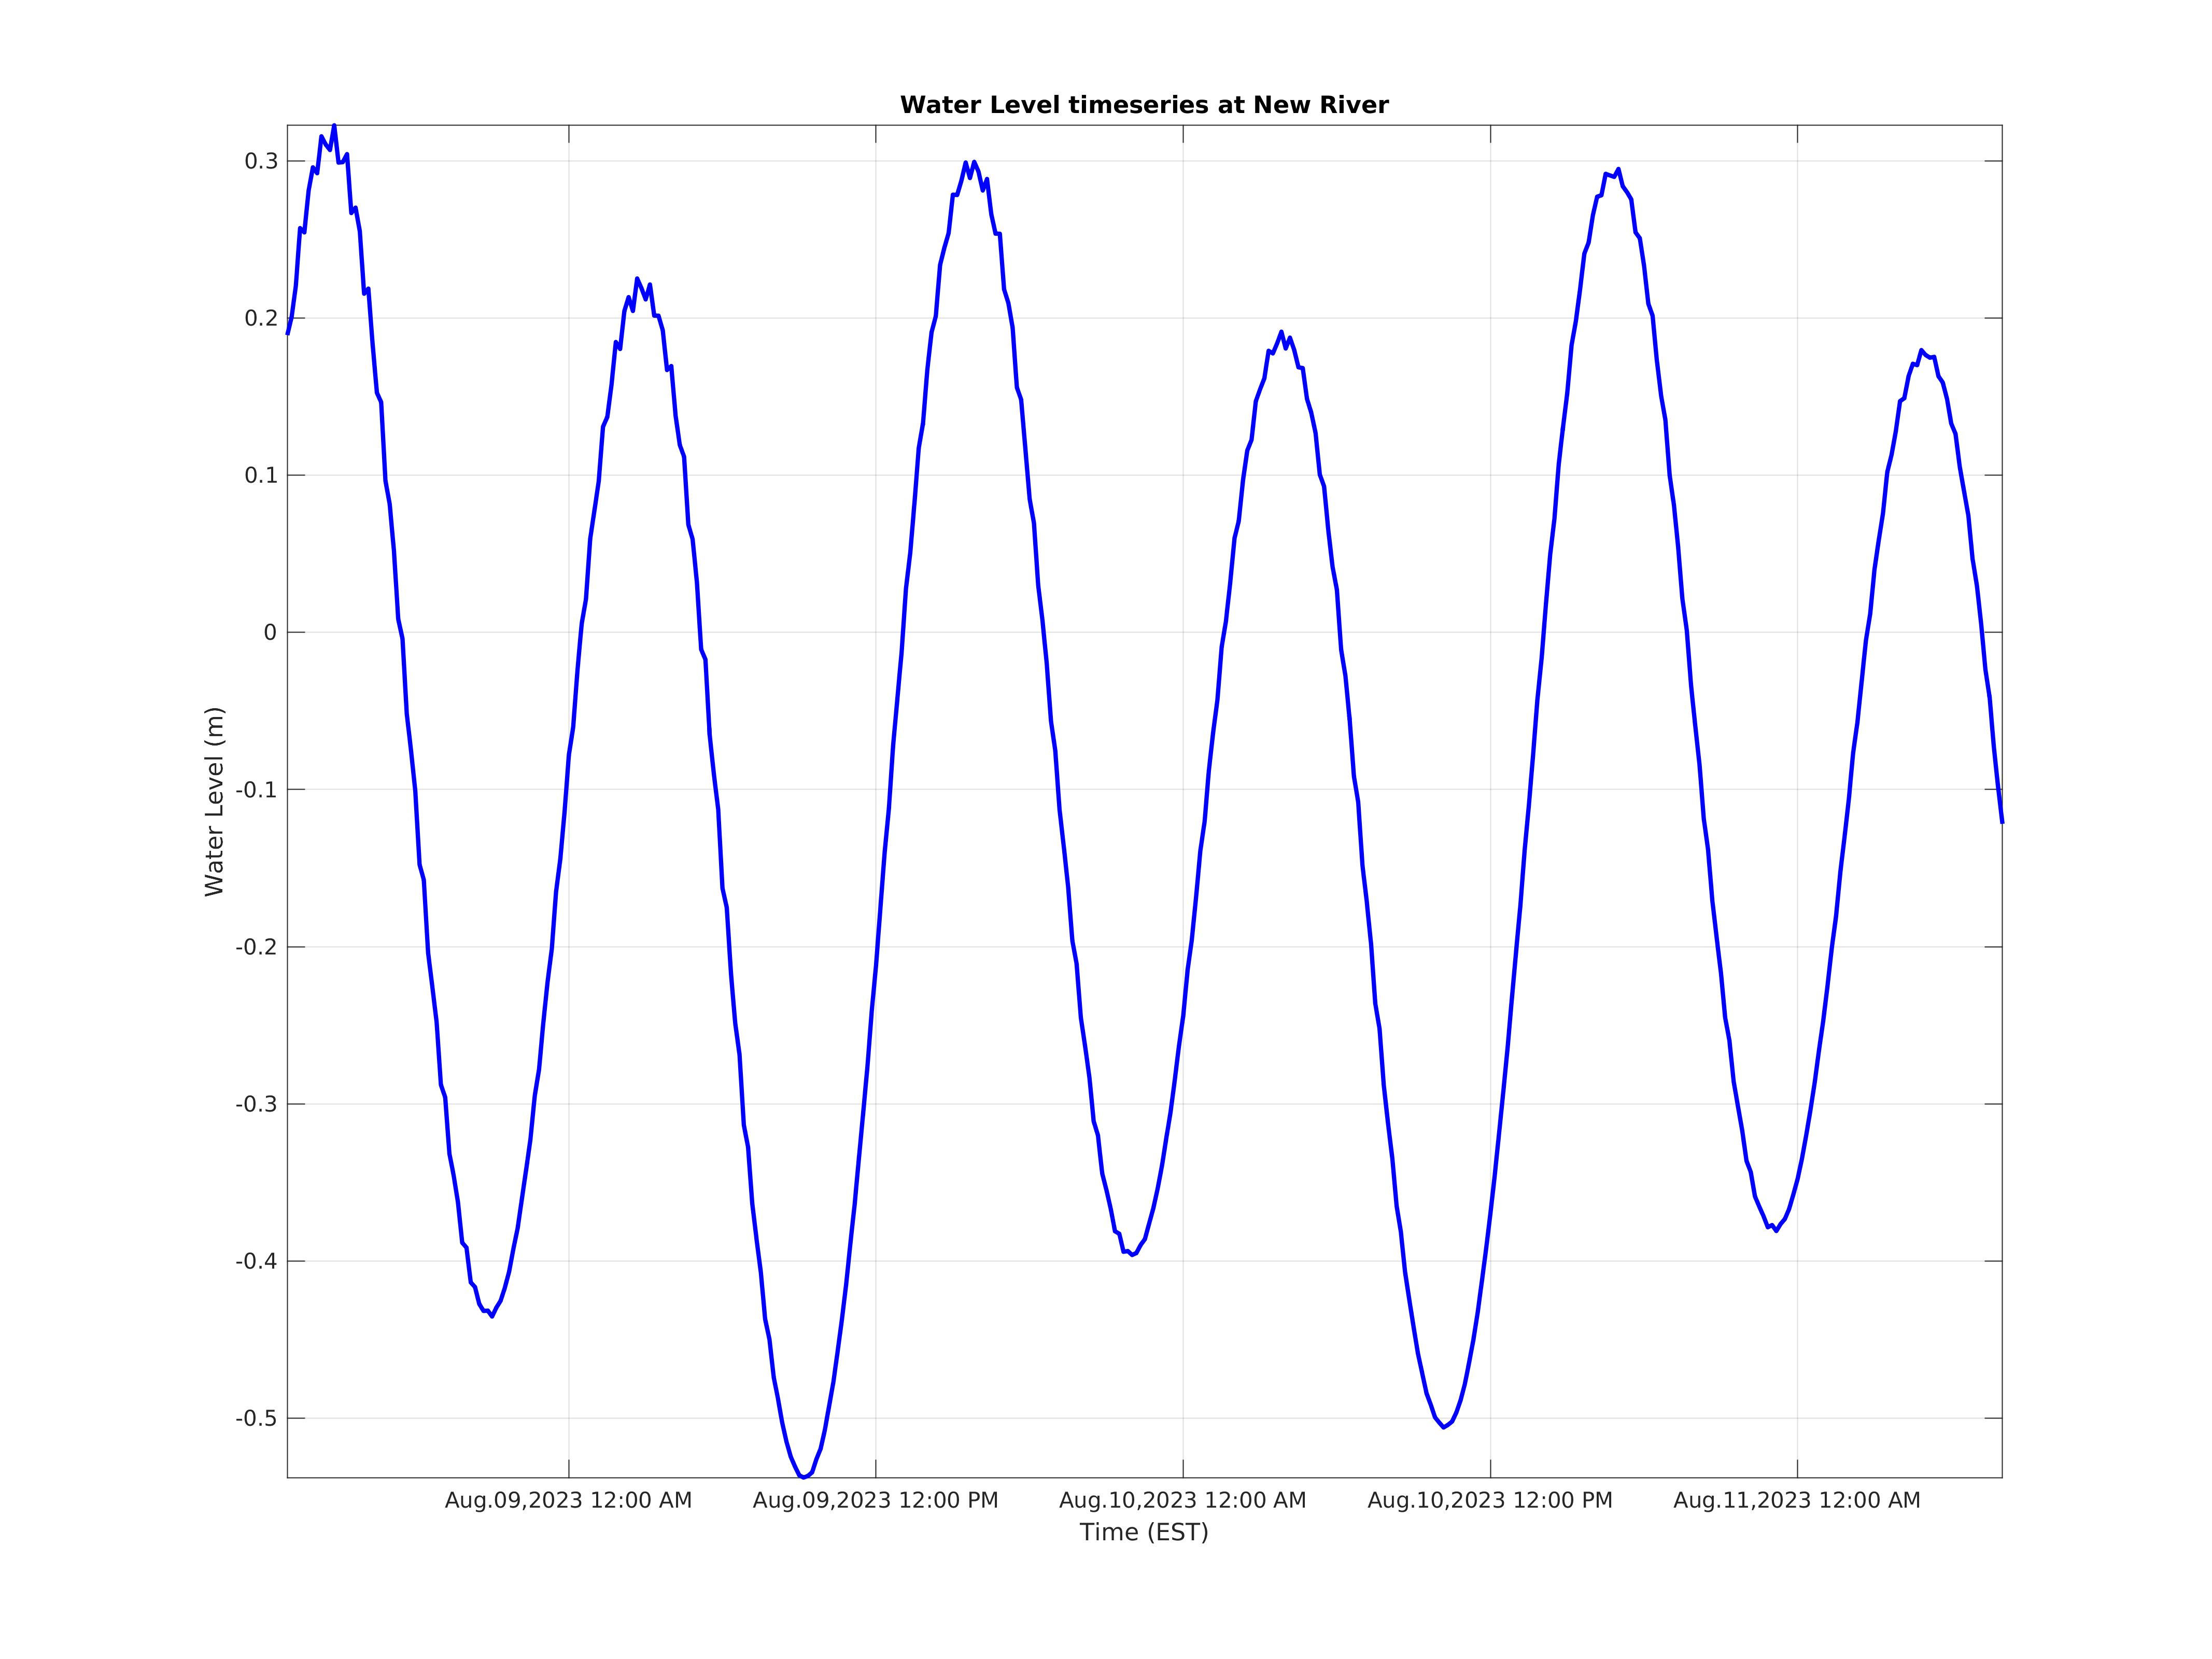 Water Level timeseries at New River
0.3
0.2
0.1
0
-0.1
-0.2
-0.3
-0.4
-0.5
Water Level (m)
Aug.09,2023 12:00 AM
Aug.09,2023 12:00 PM
Aug.10,2023 12:00 AM
Aug.10,2023 12:00 PM
Aug.11,2023 12:00 AM
Time (EST)